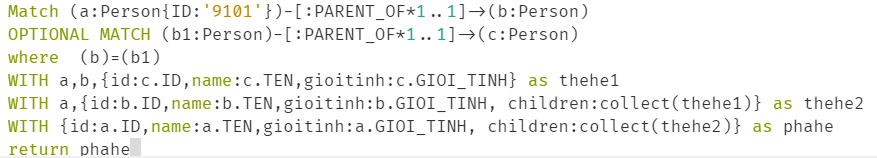 Match (a:Person{ID:'9101'})-[:PARENT_OF*1..1]->(b:Person)
OPTIONAL MATCH (b1:Person)-[:PARENT_OF*1..1]->(c:Person)
where  (b)=(b1)
WITH a,b,{id:c.ID,name:c.TEN,gioitinh:c.GIOI_TINH} as thehe1
WITH a,{id:b.ID,name:b.TEN,gioitinh:b.GIOI_TINH, children:collect(thehe1)} as thehe2
WITH {id:a.ID,name:a.TEN,gioitinh:a.GIOI_TINH, children:collect(thehe2)} as phahe
return phahe